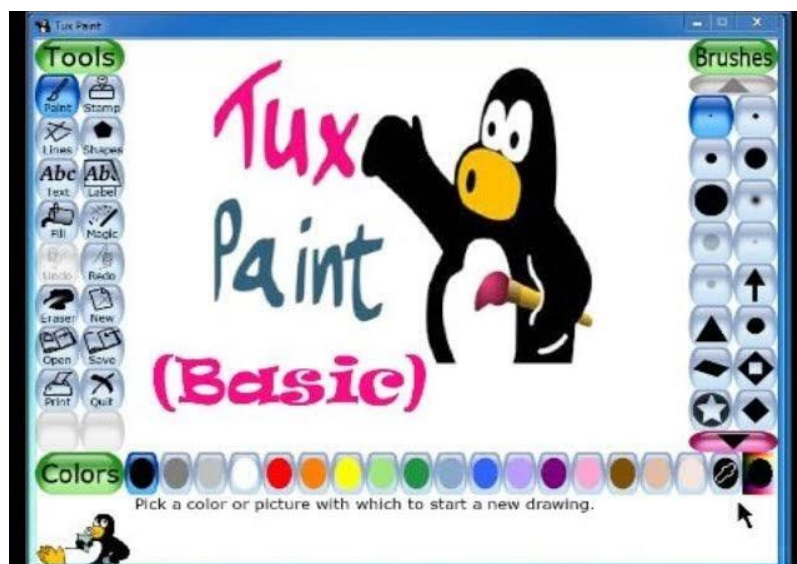 Tux Paint
Tools
Brushes
Paint Stamp
Lines Shapes
Abc Abc
Text Label
Fill Magic
Undo Redo
Eraser New
Open Save
Print Quit
Tux
Paint
(Basic)
Colors
Pick a color or picture with which to start a new drawing.